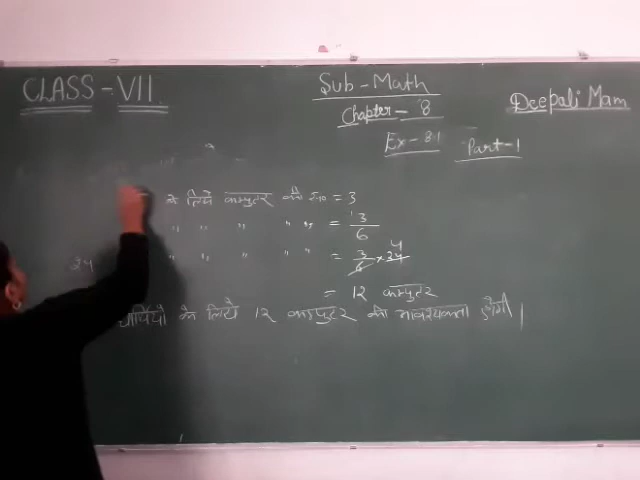 CLASS - VII
Sub - Math
Chapter - 8
Deepali Mam
Ex - 8.1 Part - 1
के लिये कम्प्युटर की = 3
" " " " " = 3/6
24 " " " " " = 3/6 × 24 4
= 12 कम्प्युटर
के लिये 12 कम्प्युटर की आवश्यकता होगी |